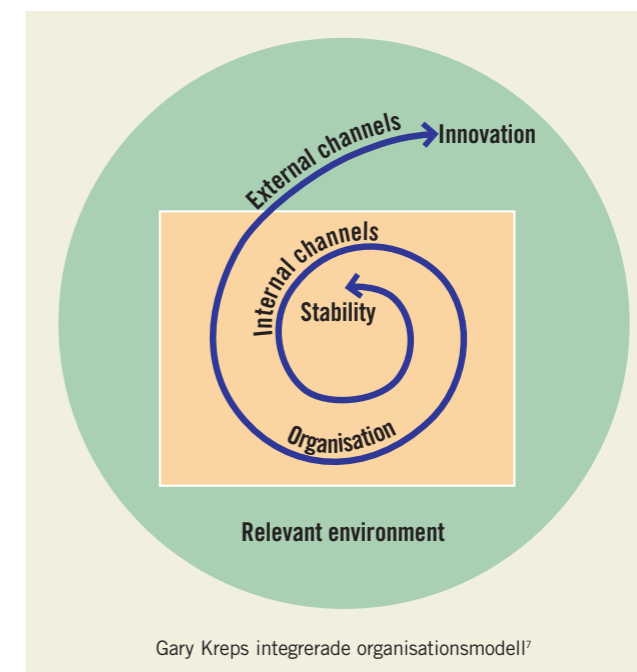 External channels
Innovation
Internal channels
Stability
Organisation
Relevant environment
Gary Kreps integrerade organisationsmodell⁷